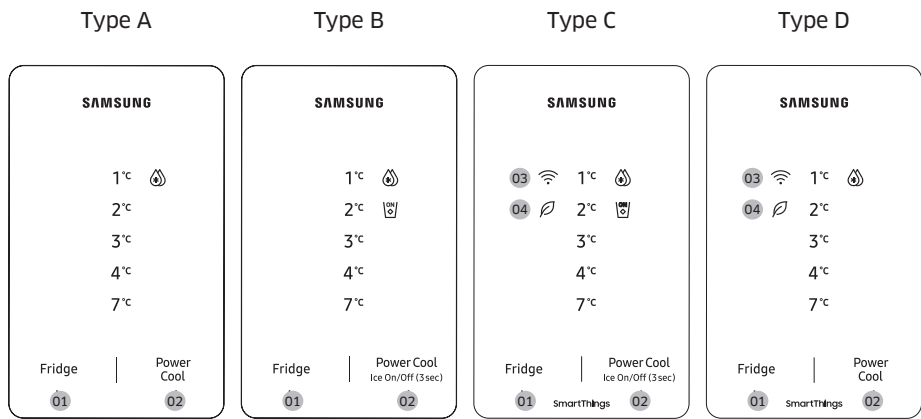 Type A
Type B
Type C
Type D
SAMSUNG
1°C
2°C
3°C
4°C
7°C
Fridge
Power
Cool
01
02
SAMSUNG
1°C
2°C
ON
3°C
4°C
7°C
Fridge
Power Cool
Ice On/Off (3 sec)
01
02
SAMSUNG
03 1°C
04 2°C ON
3°C
4°C
7°C
Fridge
Power Cool
Ice On/Off (3 sec)
01 SmartThings 02
SAMSUNG
03 1°C
04 2°C
3°C
4°C
7°C
Fridge
Power
Cool
01 SmartThings 02